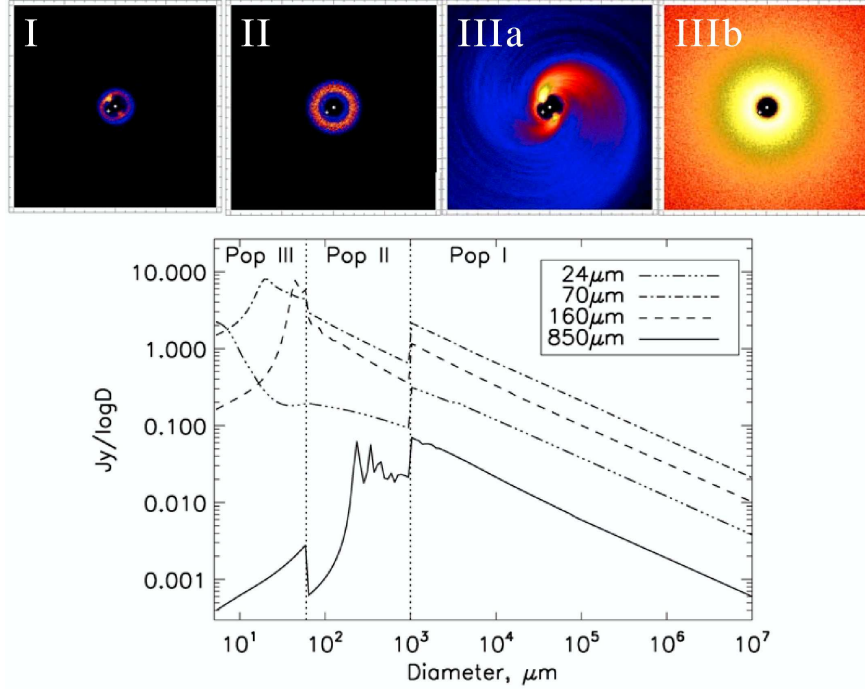 I II IIIa IIIb
Pop III Pop II Pop I
24μm
70μm
160μm
850μm
10.000
1.000
0.100
0.010
0.001
Jy/logD
10¹ 10² 10³ 10⁴ 10⁵ 10⁶ 10⁷
Diameter, μm